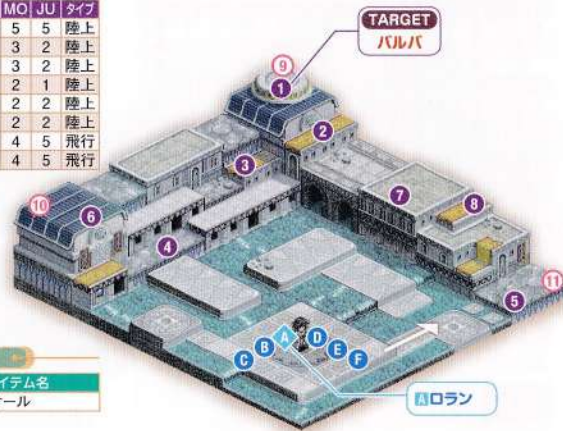 MO JU タイプ
5 5 陸上
3 2 陸上
3 2 陸上
2 1 陸上
2 2 陸上
2 2 陸上
4 5 飛行
4 5 飛行
TARGET
バルバ
9
1
2
3
10
6
7
8
4
11
5
A
D
B
E
C
F
Aロラン
イテム名
ール